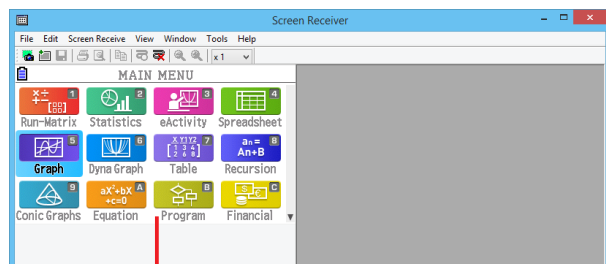 Screen Receiver
File Edit Screen Receive View Window Tools Help
x 1
MAIN MENU
1 2 3 4
Run-Matrix Statistics eActivity Spreadsheet
X Y1 Y2 7 an= 8
5 6 1 3 4 An+B
2 6 8
Graph Dyna Graph Table Recursion
9 aX²+bX A B S € C
+c=0
Conic Graphs Equation Program Financial